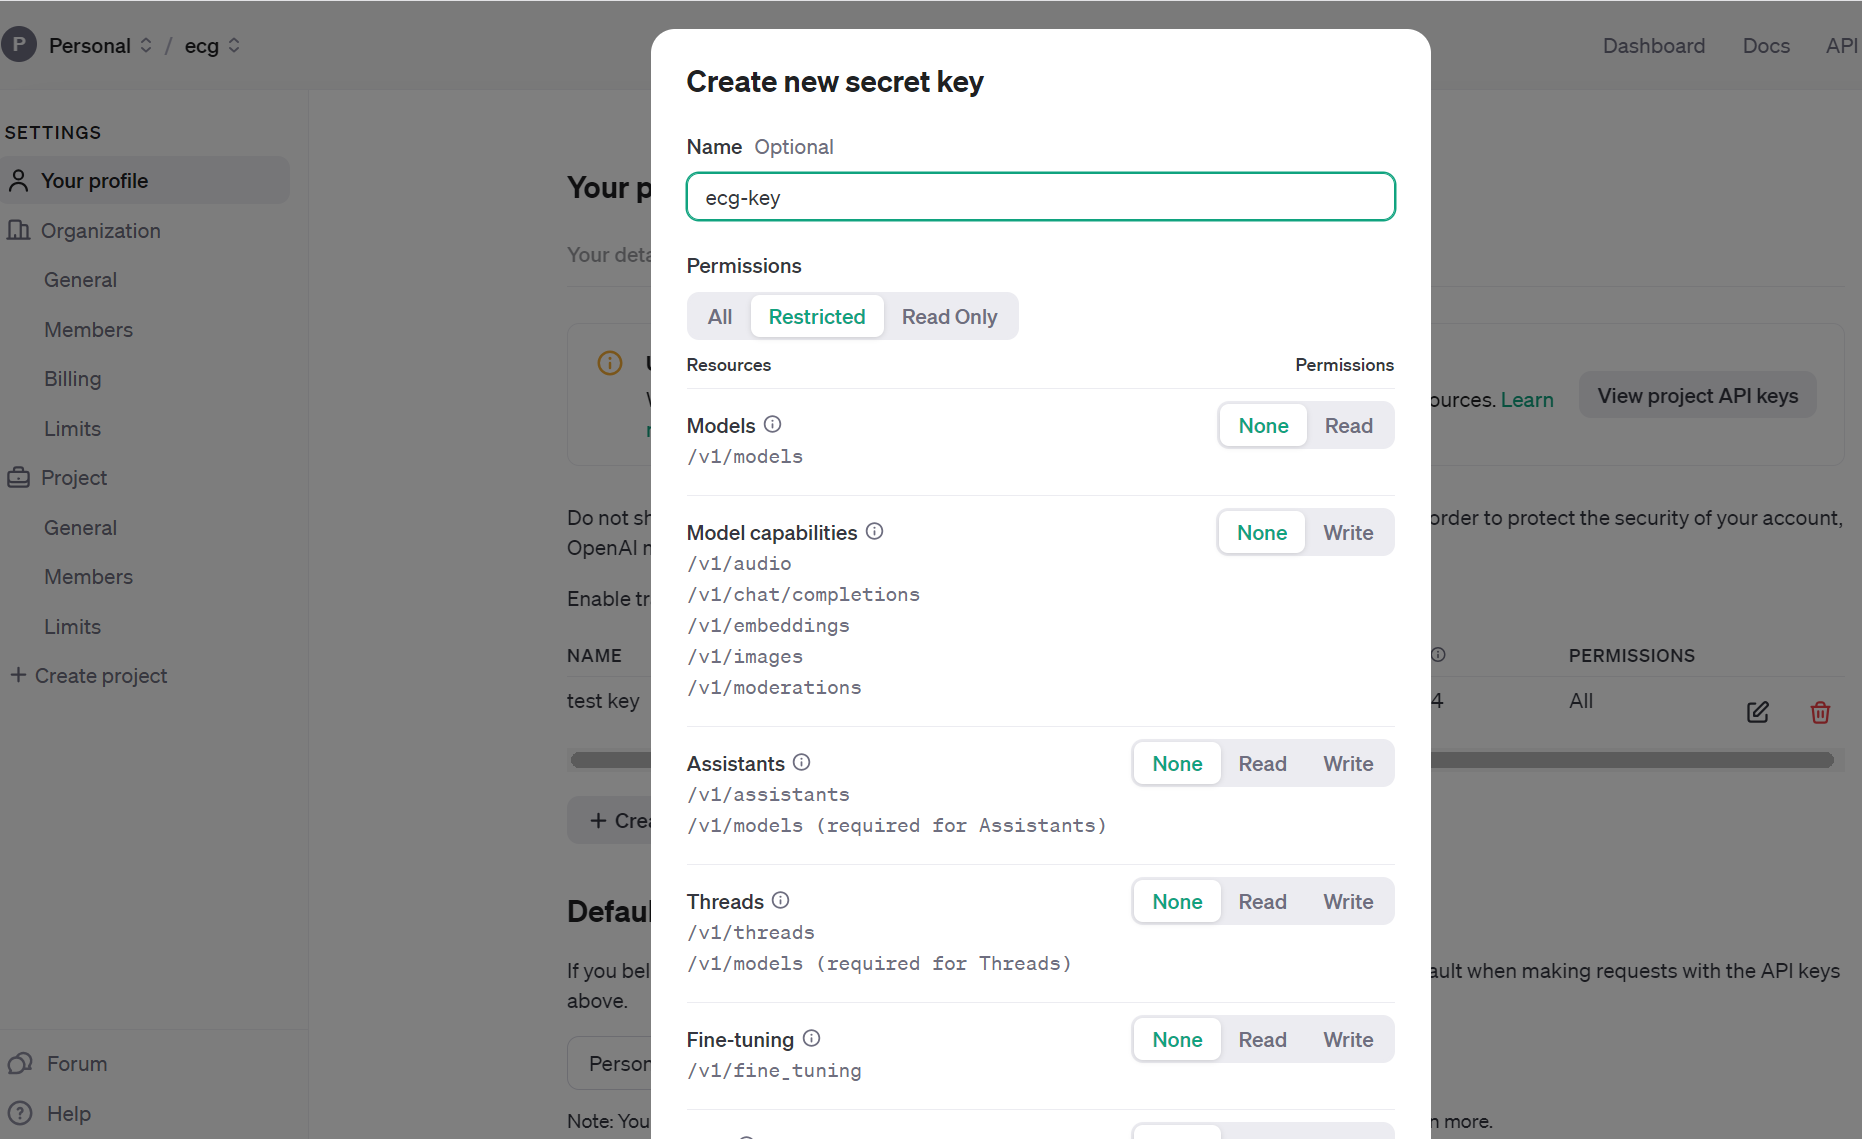 P Personal / ecg
Dashboard Docs API
SETTINGS
Your profile
Organization
General
Members
Billing
Limits
Project
General
Members
Limits
+ Create project
Forum
Help
Your p
Your deta
ources. Learn
View project API keys
Do not sh
order to protect the security of your account,
OpenAI
Enable tr
NAME
PERMISSIONS
test key
4
All
+ Crea
Defaul
If you bel
ault when making requests with the API keys
above.
Person
Note: You
n more.
Create new secret key
Name Optional
ecg-key
Permissions
All Restricted Read Only
Resources Permissions
Models None Read
/v1/models
Model capabilities None Write
/v1/audio
/v1/chat/completions
/v1/embeddings
/v1/images
/v1/moderations
Assistants None Read Write
/v1/assistants
/v1/models (required for Assistants)
Threads None Read Write
/v1/threads
/v1/models (required for Threads)
Fine-tuning None Read Write
/v1/fine_tuning